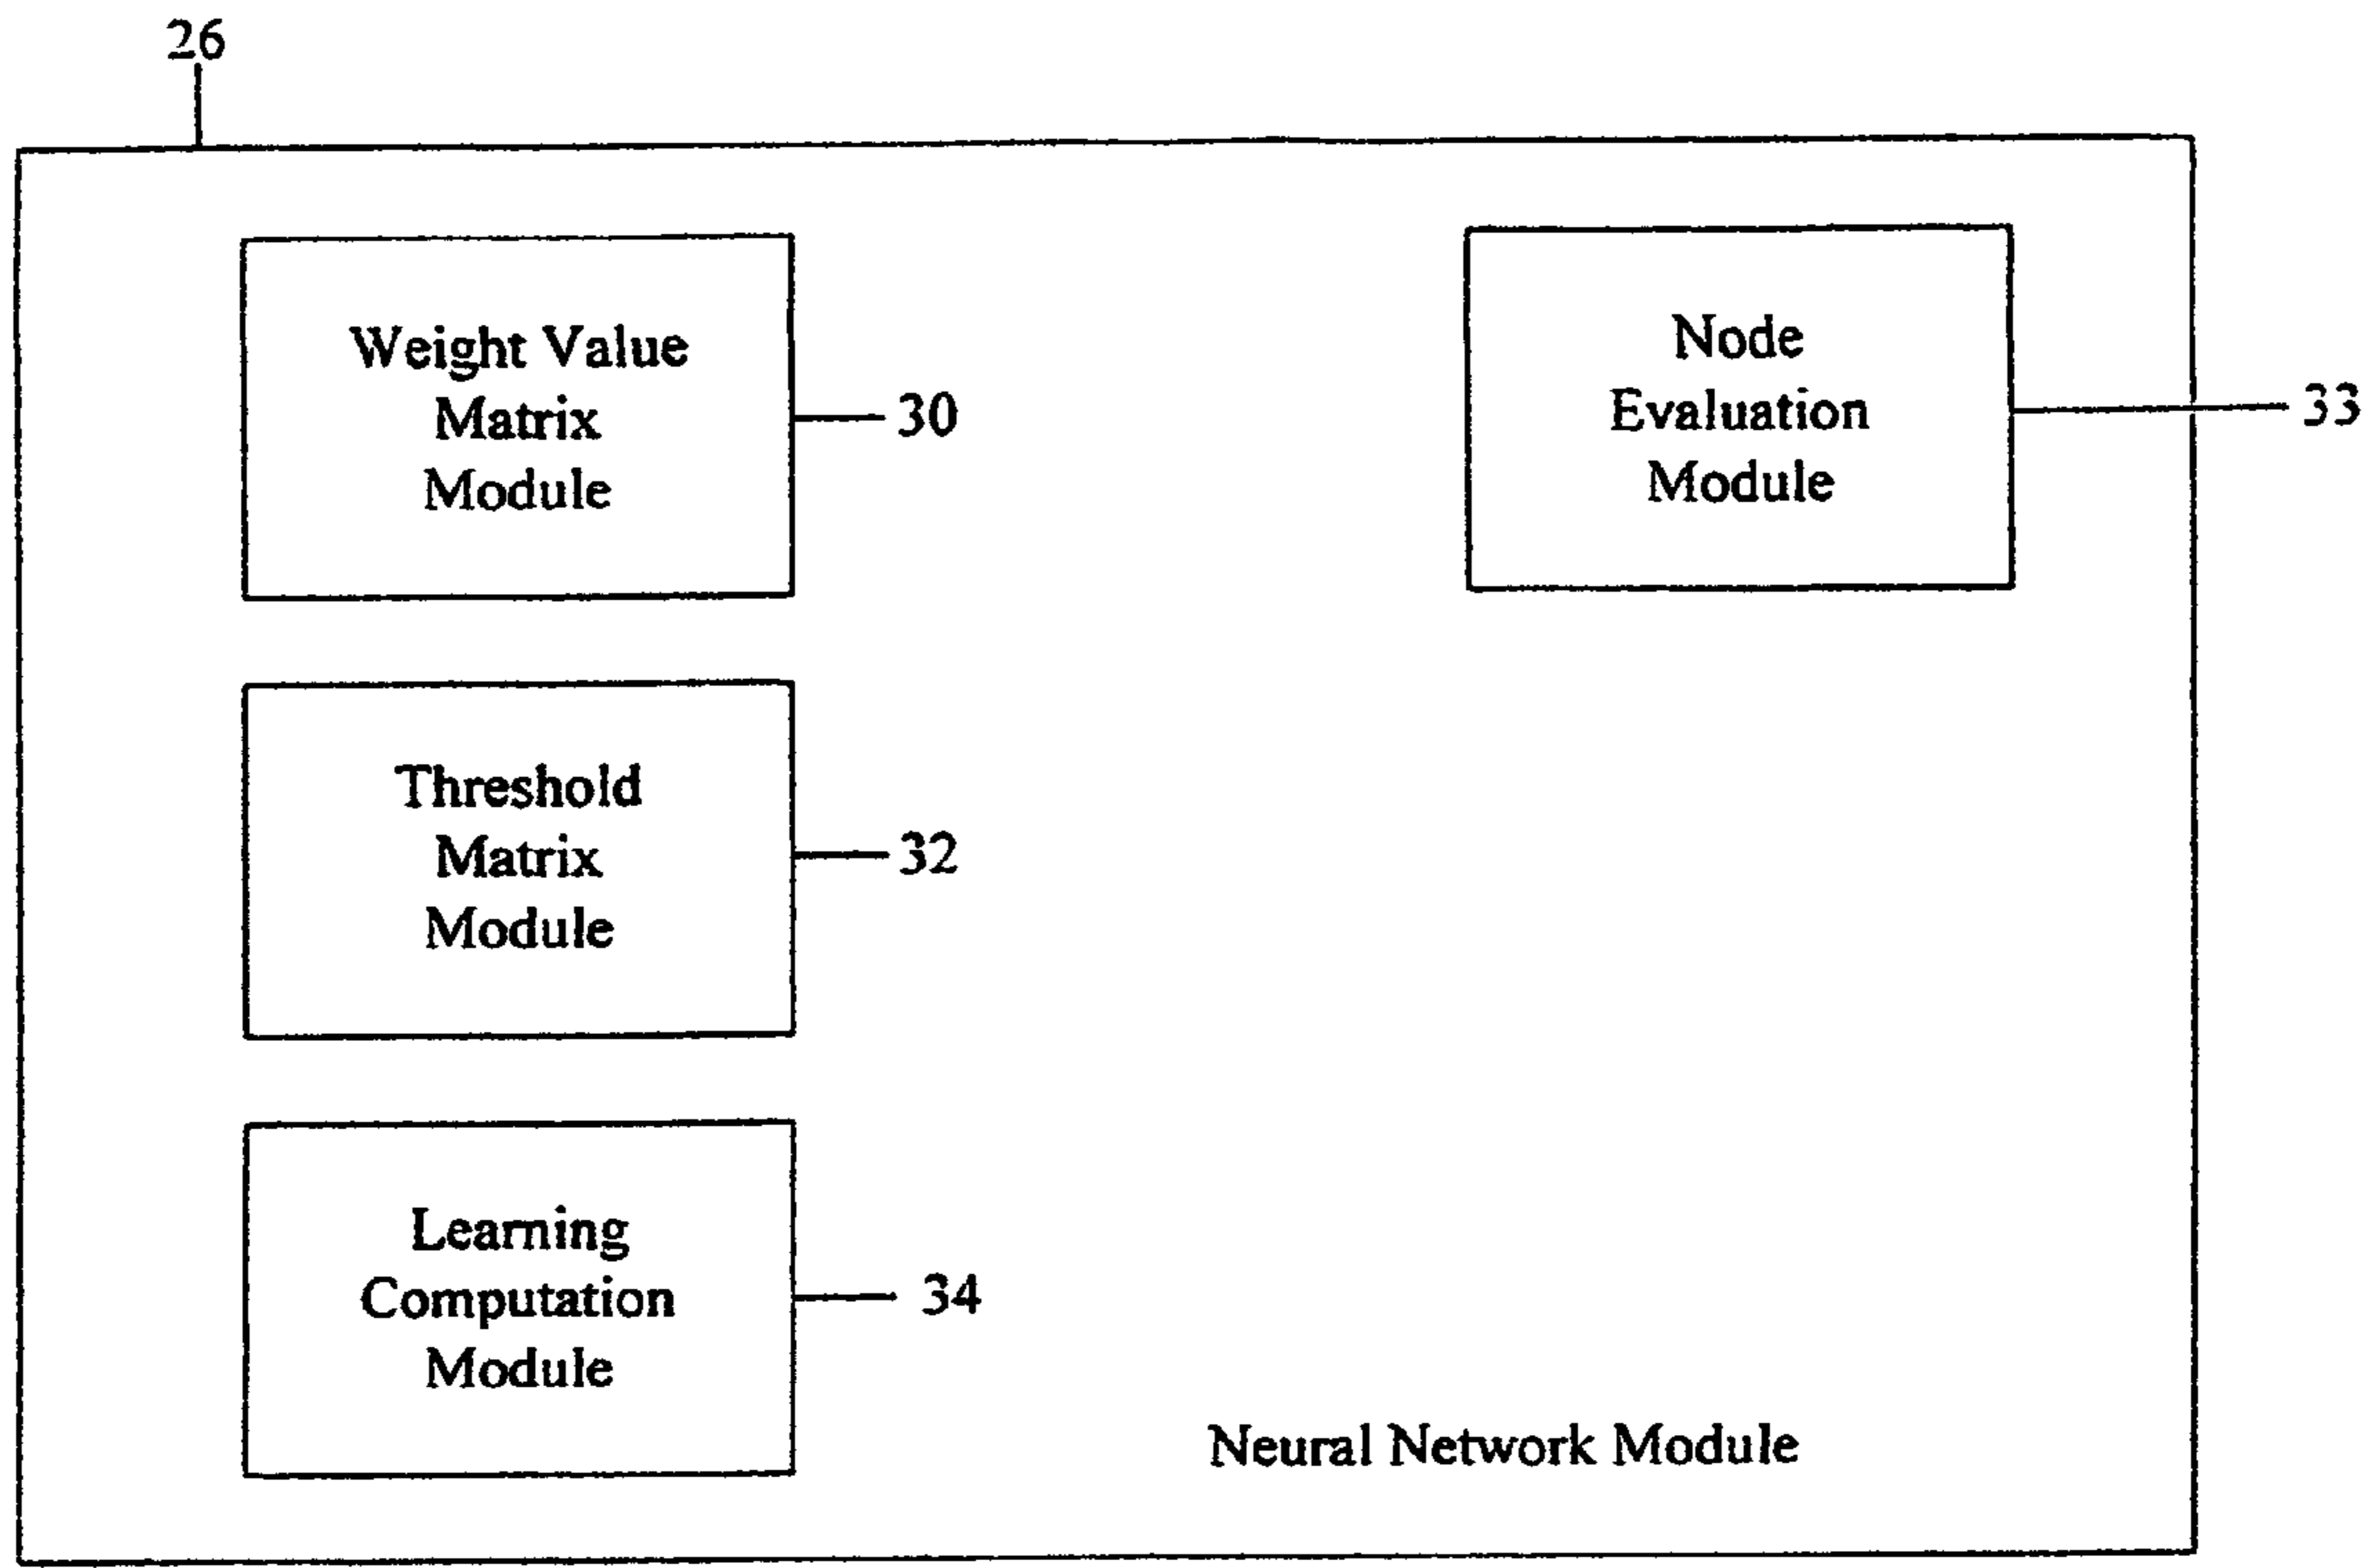 26
Weight Value
Matrix
Module
30
Node
Evaluation
Module
33
Threshold
Matrix
Module
32
Learning
Computation
Module
34
Neural Network Module